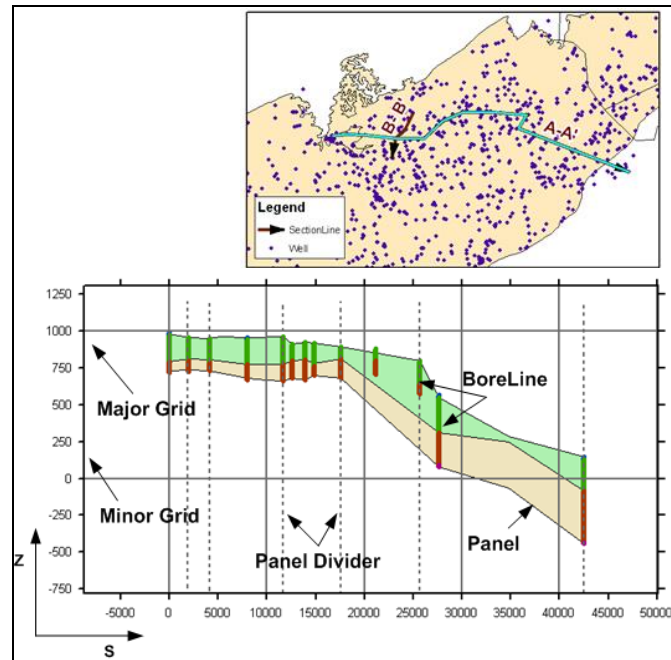 B-B'
A-A'
Legend
SectionLine
Well
1250
1000
750
500
250
0
-250
-500
-750
Major Grid
Minor Grid
BoreLine
Panel Divider
Panel
Z
-5000 0 5000 10000 15000 20000 25000 30000 35000 40000 45000 50000
S